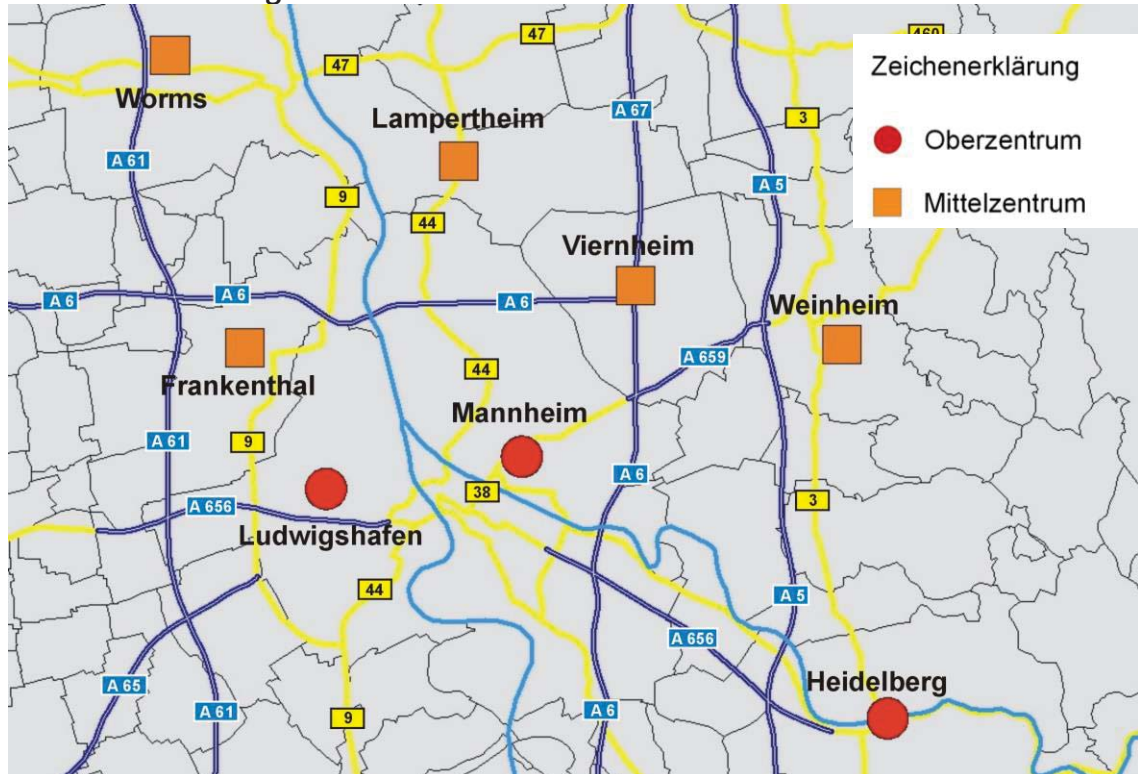 47
460
Zeichenerklärung
Worms
47
Lampertheim
A 67
3
Oberzentrum
A 61
A 5
9
Mittelzentrum
44
Viernheim
A 6
A 6
A 6
Weinheim
A 659
44
Frankenthal
Mannheim
9
A 61
A 6
38
3
A 656
Ludwigshafen
44
A 5
A 656
Heidelberg
A 65
A 61
9
A 6